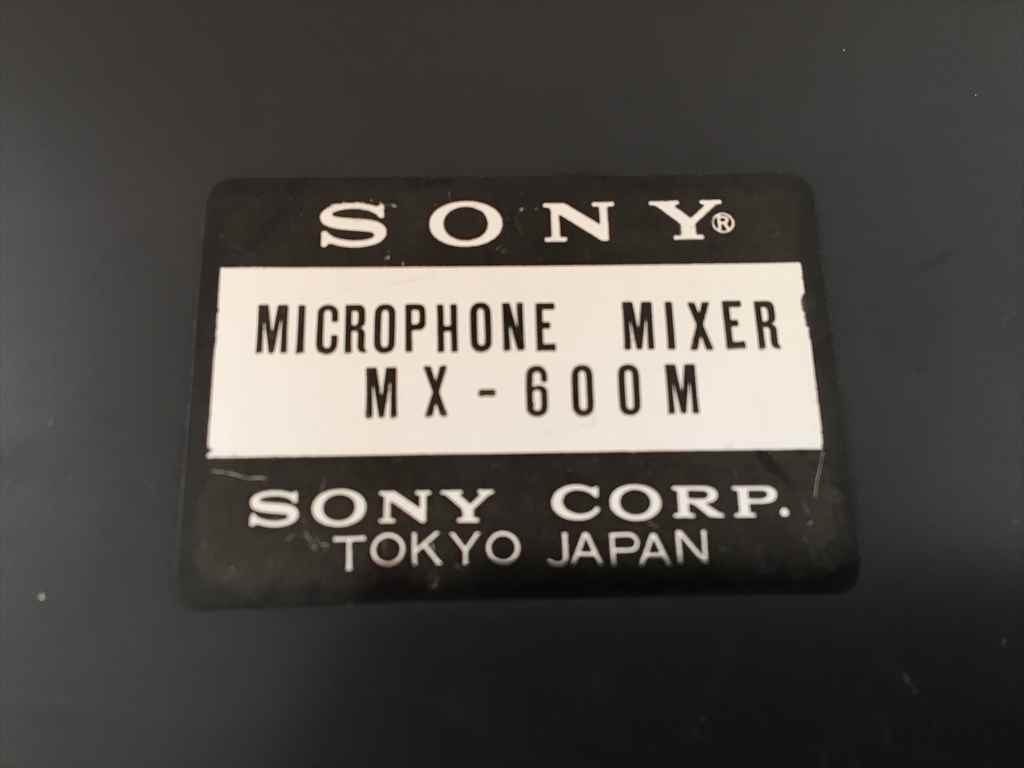 SONY®
MICROPHONE MIXER
MX-600M
SONY CORP.
TOKYO JAPAN